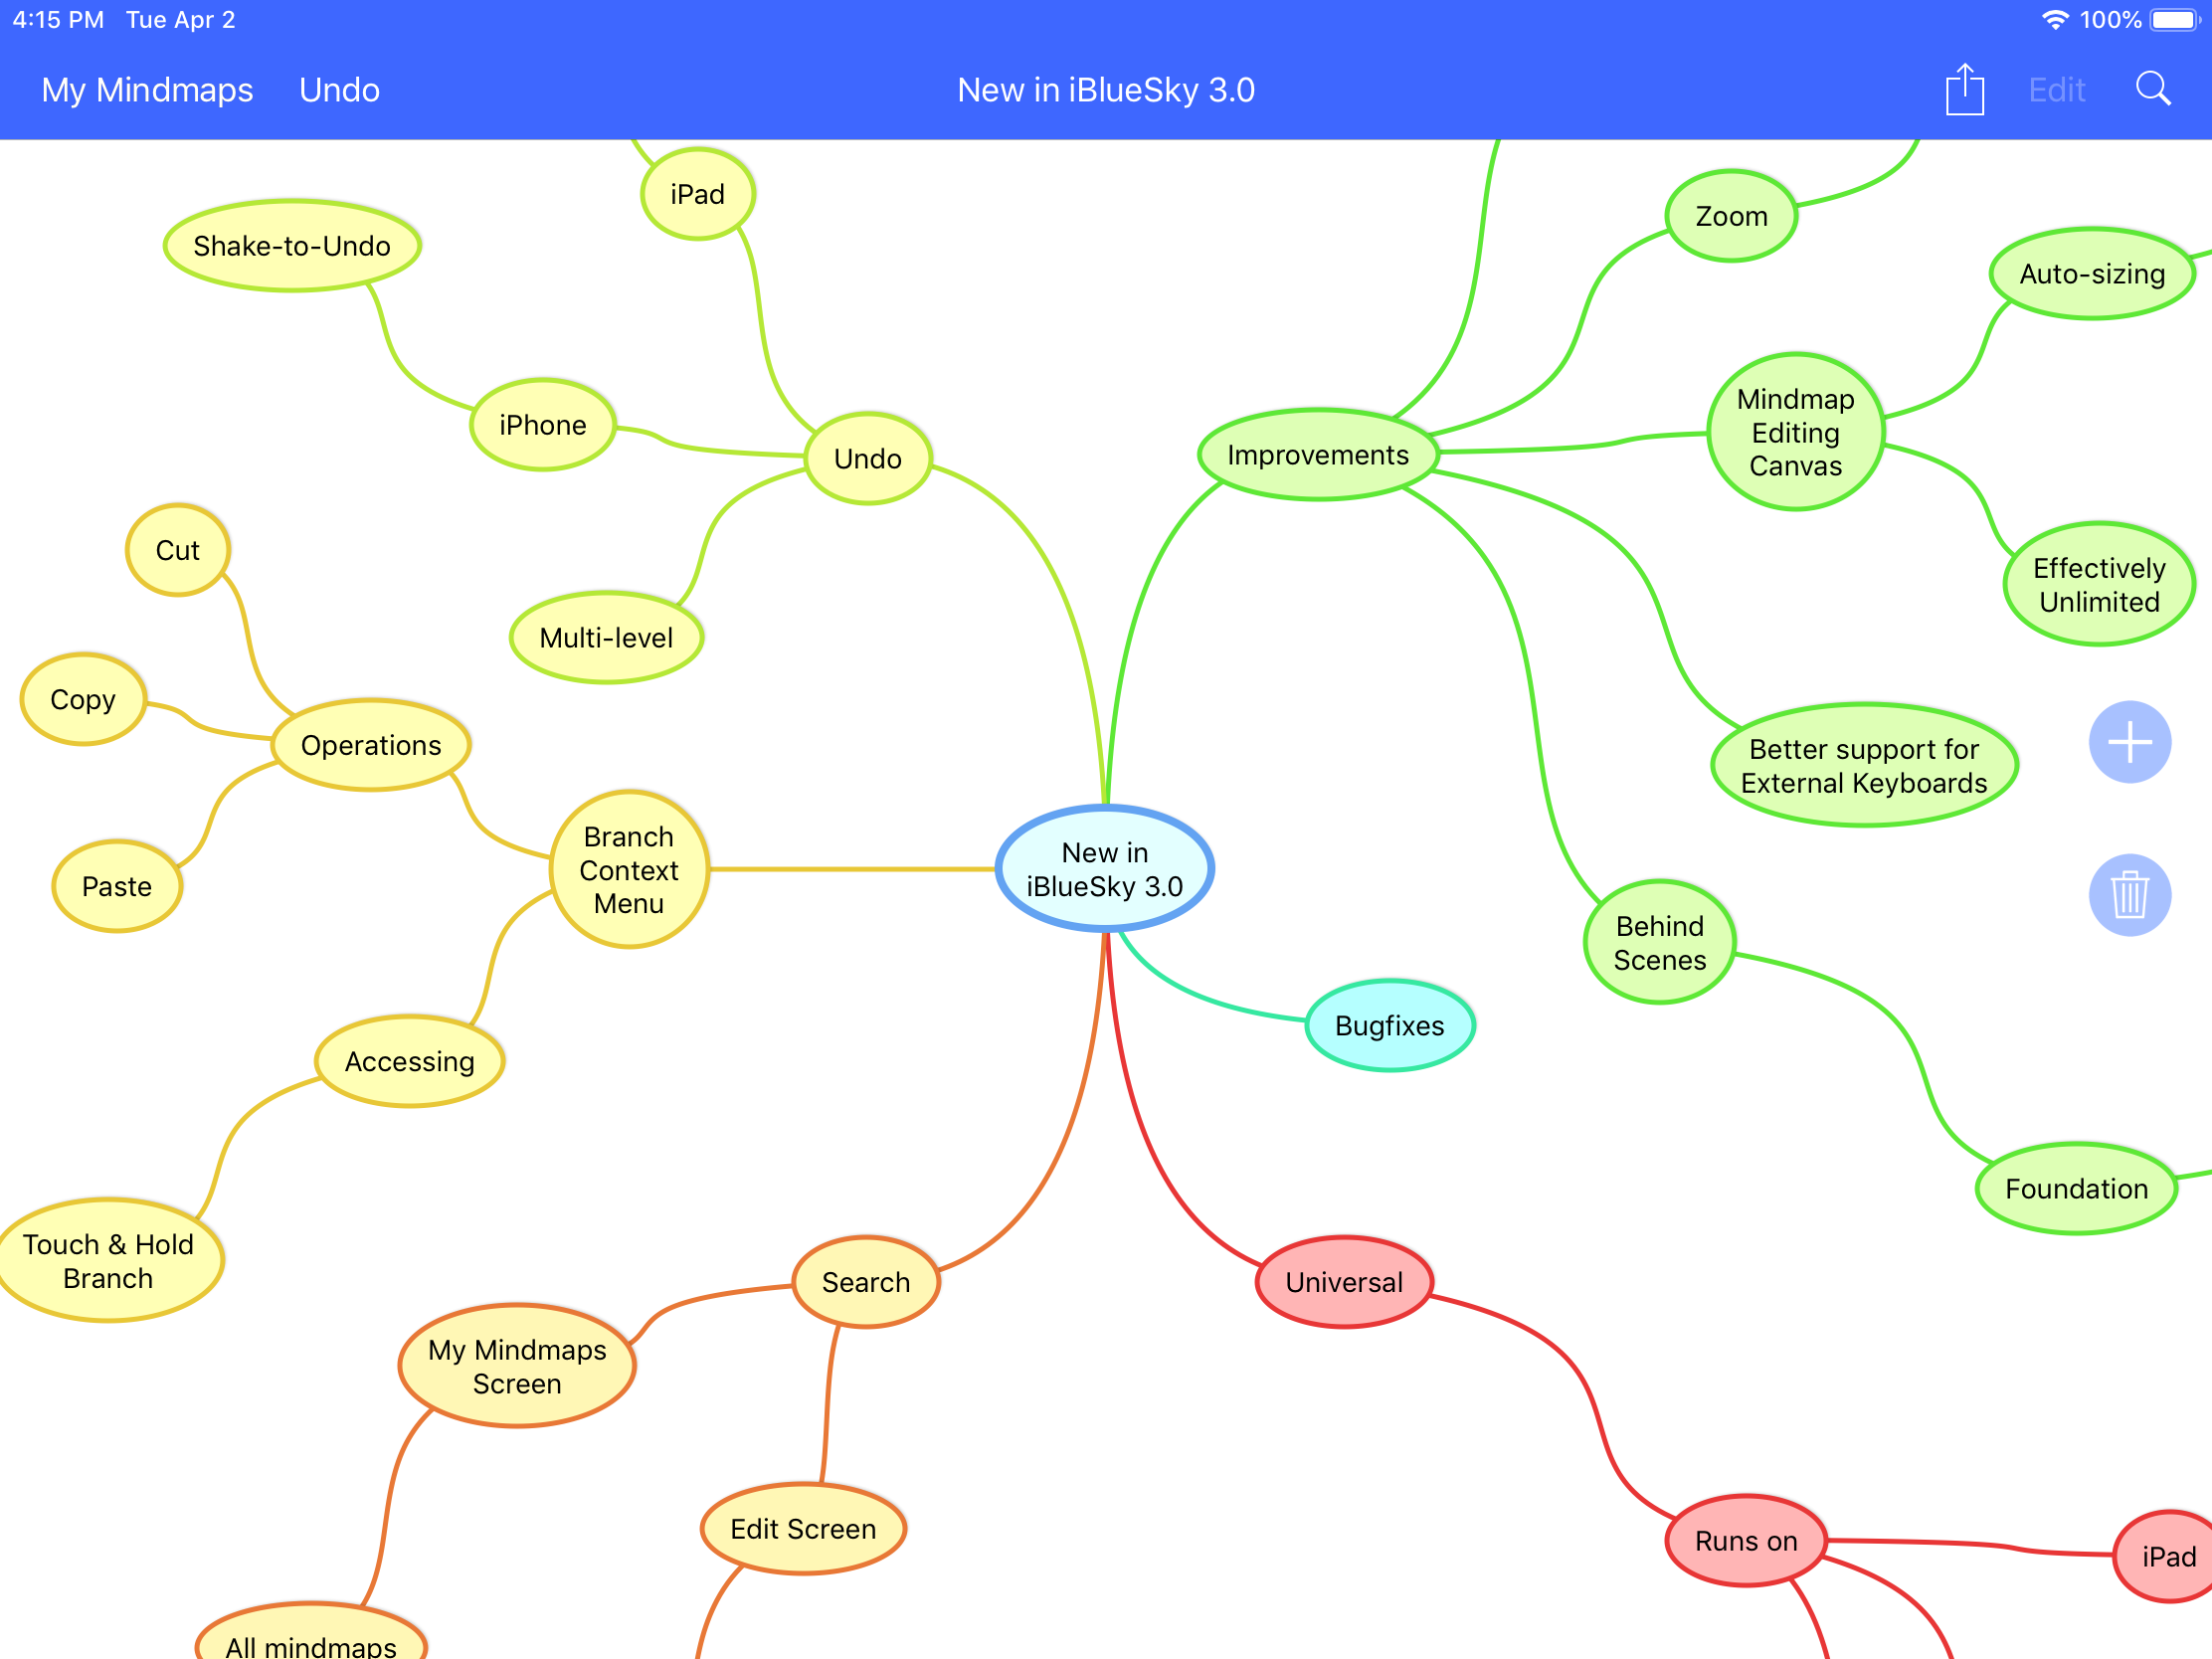 4:15 PM Tue Apr 2
100%
My Mindmaps
Undo
New in iBlueSky 3.0
Edit
iPad
Shake-to-Undo
iPhone
Undo
Multi-level
Cut
Copy
Operations
Paste
Branch
Context
Menu
Accessing
Touch & Hold
Branch
New in
iBlueSky 3.0
Improvements
Zoom
Auto-sizing
Mindmap
Editing
Canvas
Effectively
Unlimited
Better support for
External Keyboards
Behind
Scenes
Foundation
Bugfixes
Search
My Mindmaps
Screen
Edit Screen
All mindmaps
Universal
Runs on
iPad